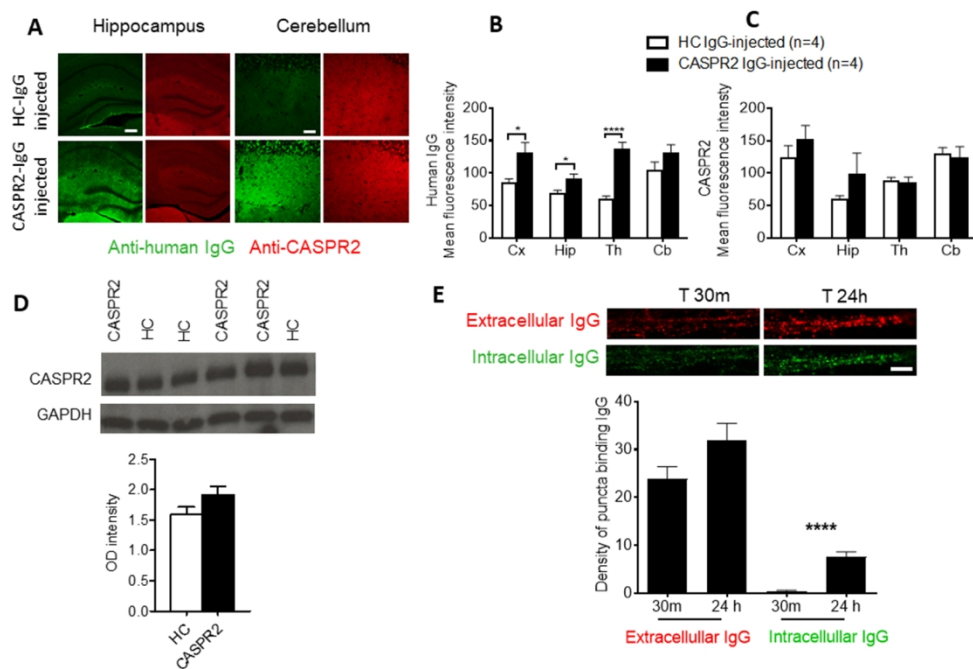 A
Hippocampus
Cerebellum
HC-IgG
injected
CASPR2-IgG
injected
Anti-human IgG
Anti-CASPR2
B
C
HC IgG-injected (n=4)
CASPR2 IgG-injected (n=4)
Human IgG
Mean fluorescence intensity
150
100
50
0
*
*
****
Cx
Hip
Th
Cb
CASPR2
Mean fluorescence intensity
200
150
100
50
0
Cx
Hip
Th
Cb
D
CASPR2
HC
HC
CASPR2
CASPR2
HC
CASPR2
GAPDH
OD intensity
2.5
2.0
1.5
1.0
0.5
0.0
HC
CASPR2
E
T 30m
T 24h
Extracellular IgG
Intracellular IgG
Density of puncta binding IgG
40
30
20
10
0
****
30m
24 h
30m
24 h
Extracellullar IgG
Intracellullar IgG